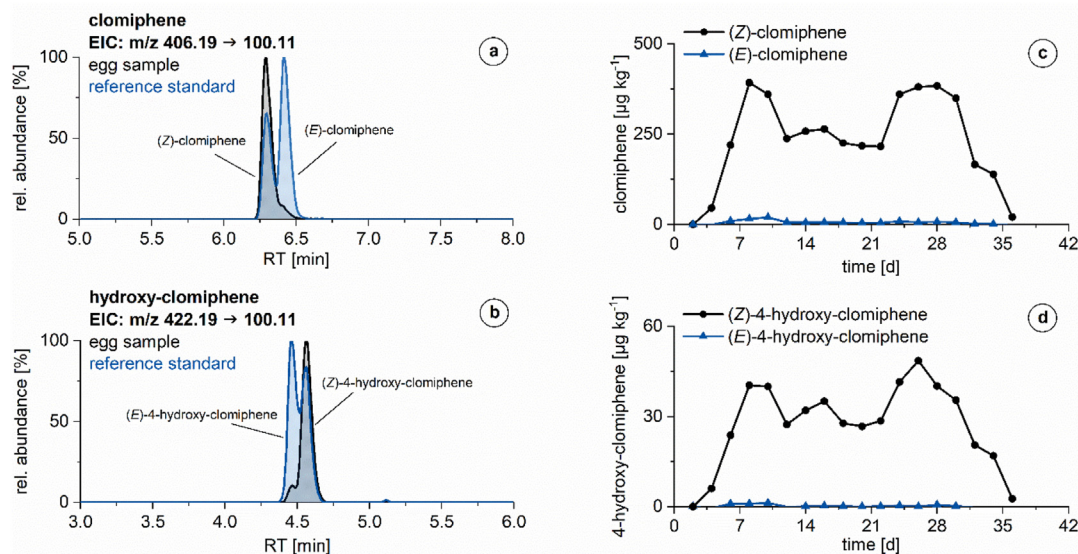 clomiphene
EIC: m/z 406.19 → 100.11
egg sample
reference standard
a
rel. abundance [%]
100
50
0
(Z)-clomiphene
(E)-clomiphene
5.0 5.5 6.0 6.5 7.0 7.5 8.0
RT [min]
hydroxy-clomiphene
EIC: m/z 422.19 → 100.11
egg sample
reference standard
b
rel. abundance [%]
100
50
0
(E)-4-hydroxy-clomiphene
(Z)-4-hydroxy-clomiphene
3.0 3.5 4.0 4.5 5.0 5.5 6.0
RT [min]
(Z)-clomiphene
(E)-clomiphene
c
clomiphene [µg kg⁻¹]
500
250
0
0 7 14 21 28 35 42
time [d]
(Z)-4-hydroxy-clomiphene
(E)-4-hydroxy-clomiphene
d
4-hydroxy-clomiphene [µg kg⁻¹]
60
30
0
0 7 14 21 28 35 42
time [d]